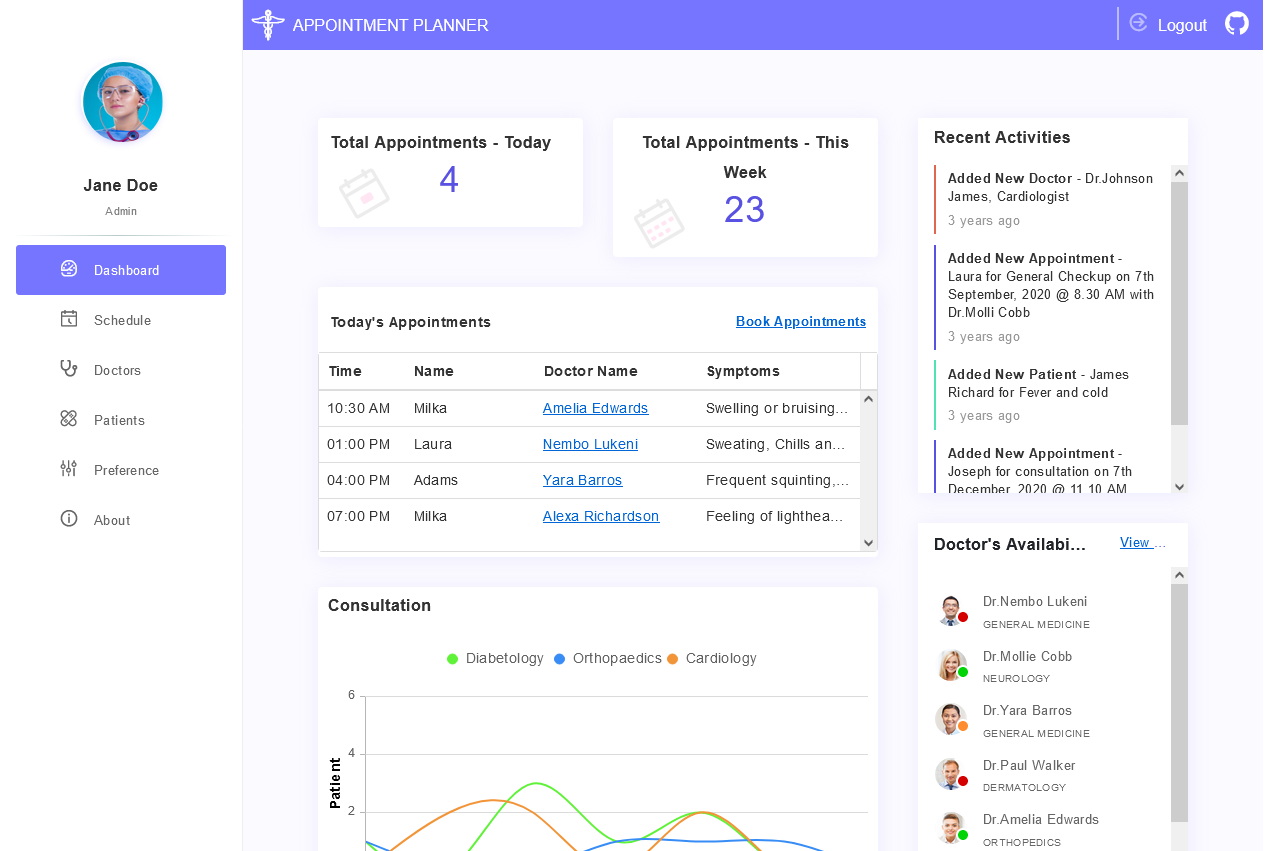 APPOINTMENT PLANNER
Logout
Jane Doe
Admin
Dashboard
Schedule
Doctors
Patients
Preference
About
Total Appointments - Today
4
Total Appointments - This
Week
23
Today's Appointments
Book Appointments
Time Name Doctor Name Symptoms
10:30 AM Milka Amelia Edwards Swelling or bruising...
01:00 PM Laura Nembo Lukeni Sweating, Chills an...
04:00 PM Adams Yara Barros Frequent squinting,...
07:00 PM Milka Alexa Richardson Feeling of lighthea...
Consultation
Diabetology Orthopaedics Cardiology
6
4
2
Patient
Recent Activities
Added New Doctor - Dr.Johnson
James, Cardiologist
3 years ago
Added New Appointment -
Laura for General Checkup on 7th
September, 2020 @ 8.30 AM with
Dr.Molli Cobb
3 years ago
Added New Patient - James
Richard for Fever and cold
3 years ago
Added New Appointment -
Joseph for consultation on 7th
December, 2020 @ 11.10 AM
Doctor's Availabi...
View ...
Dr.Nembo Lukeni
GENERAL MEDICINE
Dr.Mollie Cobb
NEUROLOGY
Dr.Yara Barros
GENERAL MEDICINE
Dr.Paul Walker
DERMATOLOGY
Dr.Amelia Edwards
ORTHOPEDICS